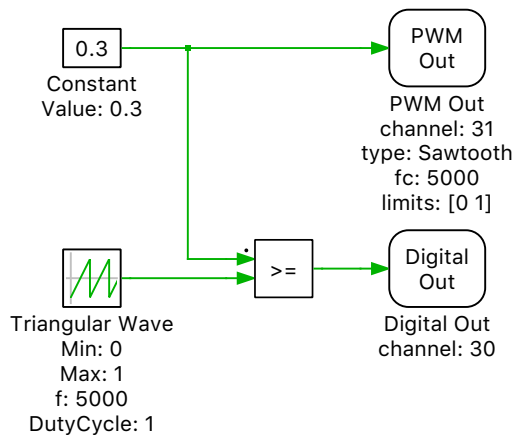 0.3
Constant
Value: 0.3
PWM
Out
PWM Out
channel: 31
type: Sawtooth
fc: 5000
limits: [0 1]
>=
Digital
Out
Digital Out
channel: 30
Triangular Wave
Min: 0
Max: 1
f: 5000
DutyCycle: 1